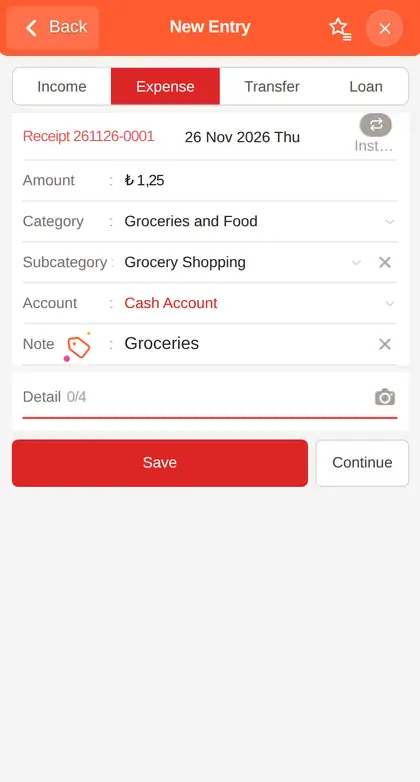 Back New Entry
Income Expense Transfer Loan
Receipt 261126-0001 26 Nov 2026 Thu Inst...
Amount : ₺ 1,25
Category : Groceries and Food
Subcategory : Grocery Shopping
Account : Cash Account
Note : Groceries
Detail 0/4
Save Continue